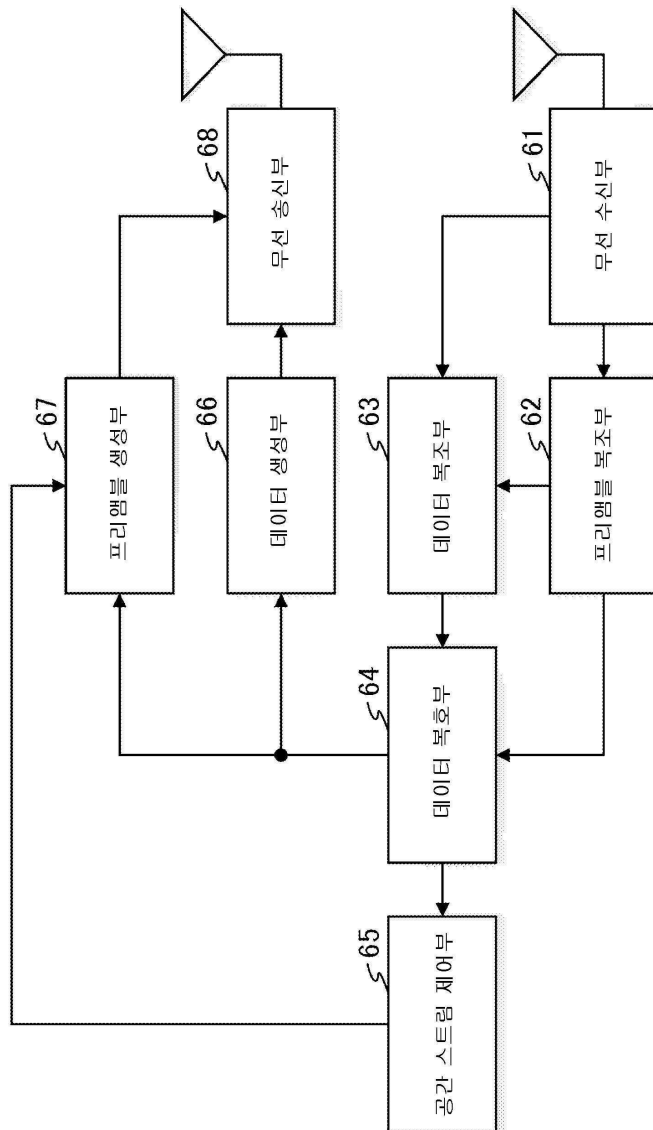 61
무선 수신부
62
프리앰블 복조부
63
데이터 복조부
64
데이터 복호부
65
공간 스트림 제어부
66
데이터 생성부
67
프리앰블 생성부
68
무선 송신부